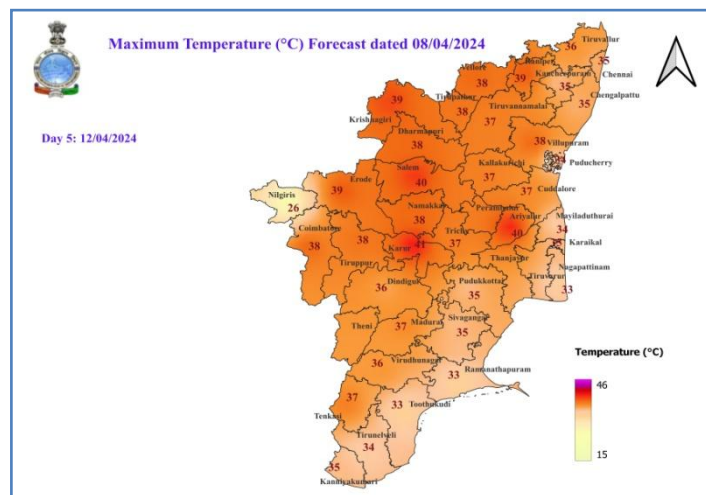 Maximum Temperature (°C) Forecast dated 08/04/2024
Day 5: 12/04/2024
36 Tiruvallur
35
Chennai
Ranipet
39
Kancheepuram
35
Chengalpattu
35
Vellore
38
Tirupathur
38
Tiruvannamalai
37
39
Krishnagiri
Dharmapuri
38
38
Villupuram
Puducherry
Salem
40
Kallakurichi
37
37
Cuddalore
Erode
39
Nilgiris
26
Namakkal
38
Perambalur
Ariyalur
40
Mayiladuthurai
34
Karaikal
Coimbatore
38
38
Tiruppur
Karur
41
Trichy
37
Thanjavur
Nagapattinam
Tiruvarur
33
36
Dindigul
Pudukkottai
35
Theni
37
Madurai
Sivagangai
35
36
Virudhunagar
Ramanathapuram
33
37
Tenkasi
33
Toothukudi
Tirunelveli
34
35
Kanniyakumari
Temperature (°C)
46
15